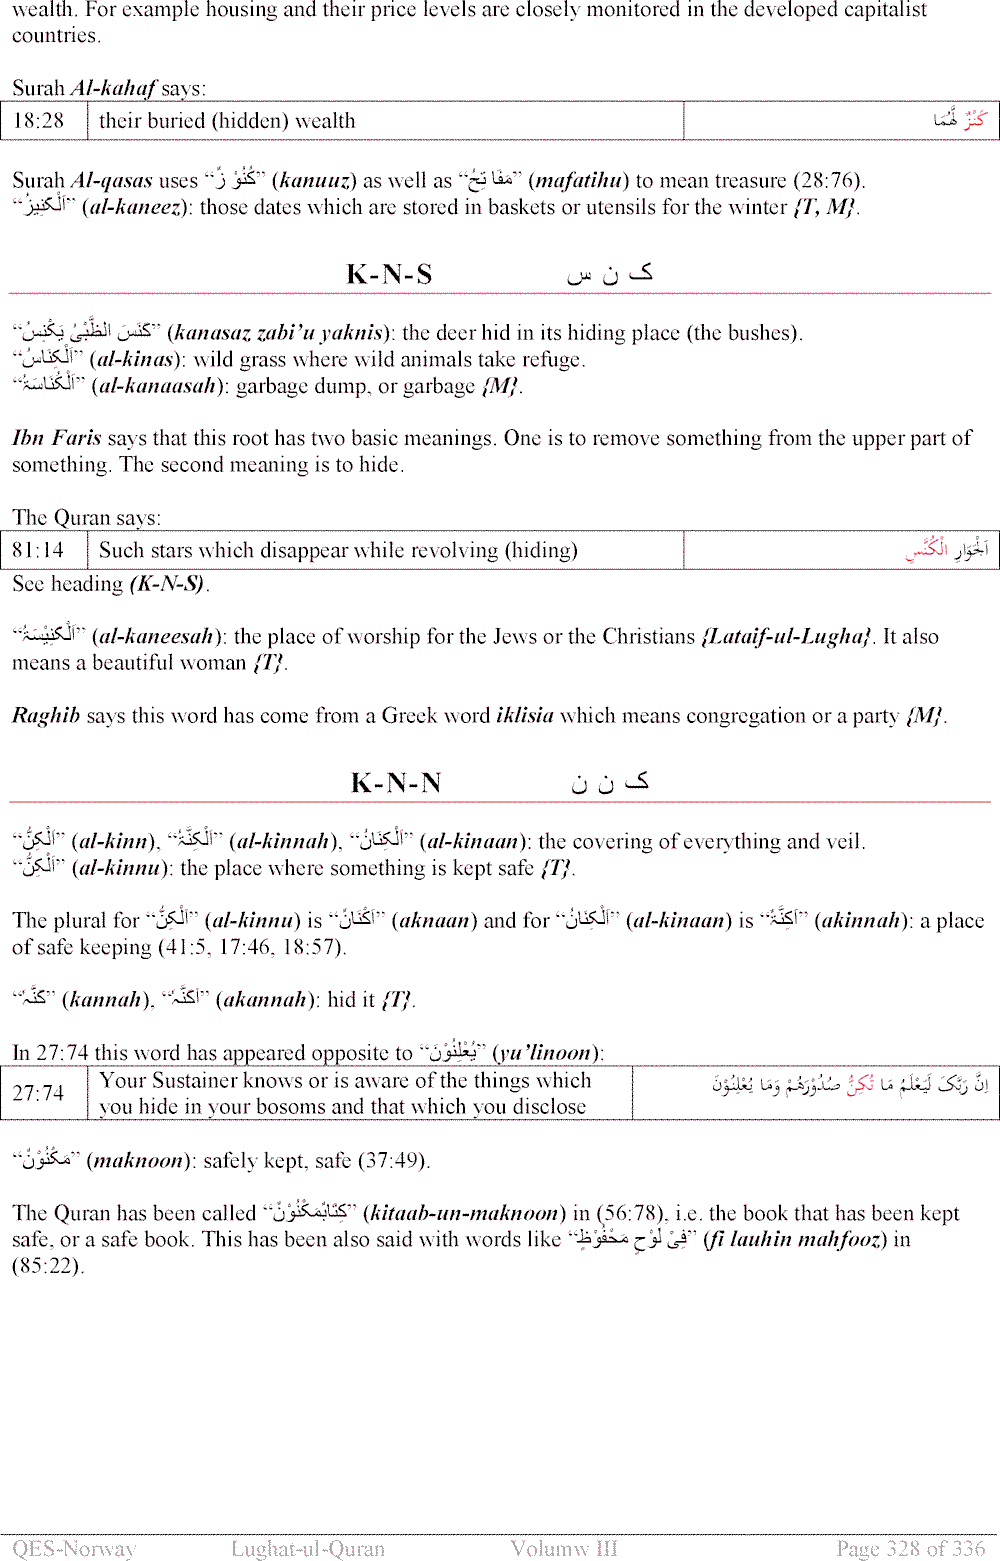 wealth. For example housing and their price levels are closely monitored in the developed capitalist
countries.
Surah Al-kahaf says:
18:28 their buried (hidden) wealth كَنْزٌ لَّهُمَا
Surah Al-qasas uses “كُنُوْ زٌ” (kanuuz) as well as “مَفَا تِحُ” (mafatihu) to mean treasure (28:76).
“اَلْكَنِيزُ” (al-kaneez): those dates which are stored in baskets or utensils for the winter {T, M}.
K-N-S ک ن س
“كَنَسَ الظَّبْىُ يَكْنِسُ” (kanasaz zabi’u yaknis): the deer hid in its hiding place (the bushes).
“اَلْكِنَاسُ” (al-kinas): wild grass where wild animals take refuge.
“اَلْكُنَاسَۃُ” (al-kanaasah): garbage dump, or garbage {M}.
Ibn Faris says that this root has two basic meanings. One is to remove something from the upper part of
something. The second meaning is to hide.
The Quran says:
81:14 Such stars which disappear while revolving (hiding) اَلْجَوَارِ الْكُنَّسِ
See heading (K-N-S).
“اَلْكَنِيْسَۃُ” (al-kaneesah): the place of worship for the Jews or the Christians {Lataif-ul-Lugha}. It also
means a beautiful woman {T}.
Raghib says this word has come from a Greek word iklisia which means congregation or a party {M}.
K-N-N ک ن ن
“اَلْكِنُّ” (al-kinn), “اَلْكِنَّۃُ” (al-kinnah), “اَلْكِنَانُ” (al-kinaan): the covering of everything and veil.
“اَلْكِنُّ” (al-kinnu): the place where something is kept safe {T}.
The plural for “اَلْكِنُّ” (al-kinnu) is “اَكْنَانٌ” (aknaan) and for “اَلْكِنَانُ” (al-kinaan) is “اَكِنَّۃٌ” (akinnah): a place
of safe keeping (41:5, 17:46, 18:57).
“كَنَّہٗ” (kannah), “اَكَنَّہٗ” (akannah): hid it {T}.
In 27:74 this word has appeared opposite to “يُعْلِنُوْنَ” (yu’linoon):
27:74 Your Sustainer knows or is aware of the things which اِنَّ رَبَّکَ لَيَعْلَمُ مَا تُكِنُّ صُدُوْرُهُمْ وَمَا يُعْلِنُوْنَ
you hide in your bosoms and that which you disclose
“مَكْنُوْنٌ” (maknoon): safely kept, safe (37:49).
The Quran has been called “كِتَابٌمَكْنُوْنٌ” (kitaab-un-maknoon) in (56:78), i.e. the book that has been kept
safe, or a safe book. This has been also said with words like “فِىْ لَوْحٍ مَحْفُوْظٍ” (fi lauhin mahfooz) in
(85:22).
QES-Norway Lughat-ul-Quran Volumw III Page 328 of 336